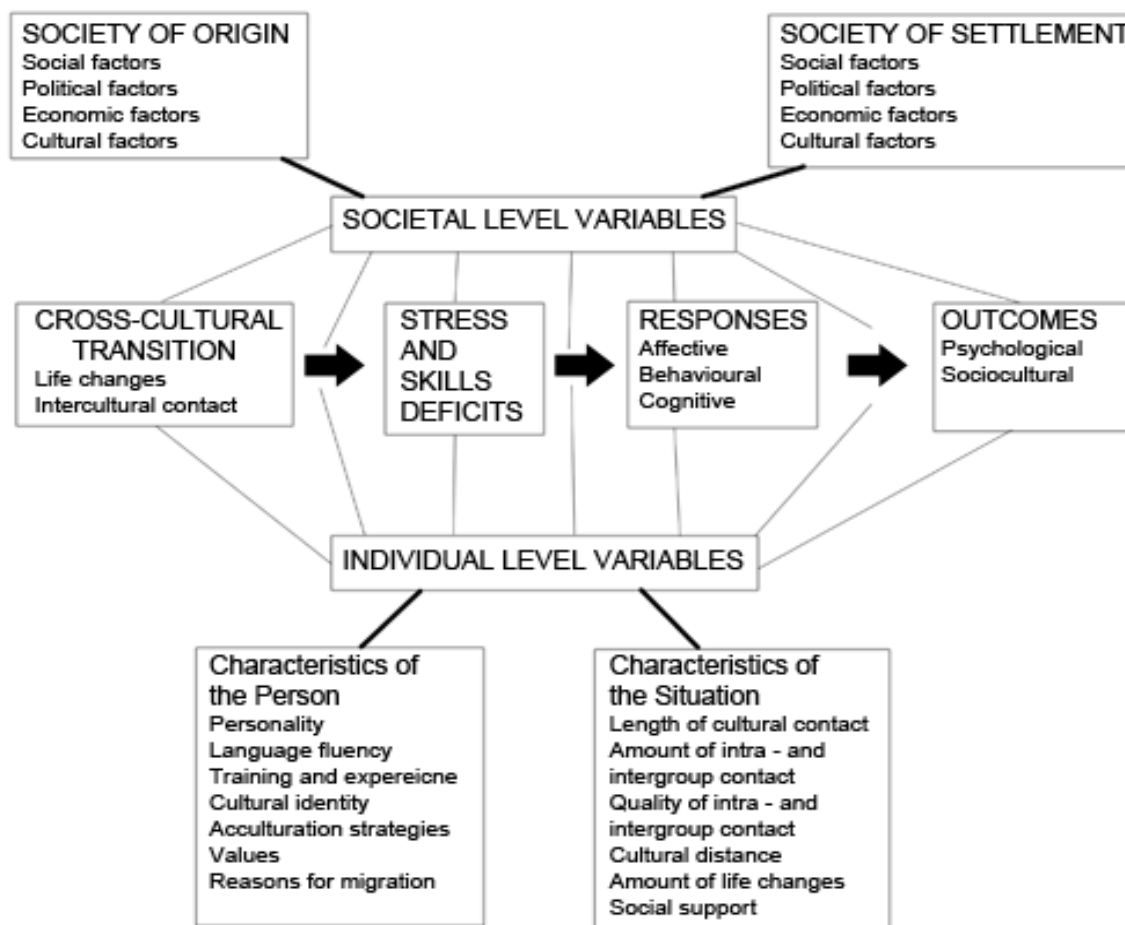 SOCIETY OF ORIGIN
Social factors
Political factors
Economic factors
Cultural factors
SOCIETY OF SETTLEMENT
Social factors
Political factors
Economic factors
Cultural factors
SOCIETAL LEVEL VARIABLES
CROSS-CULTURAL
TRANSITION
Life changes
Intercultural contact
STRESS
AND
SKILLS
DEFICITS
RESPONSES
Affective
Behavioural
Cognitive
OUTCOMES
Psychological
Sociocultural
INDIVIDUAL LEVEL VARIABLES
Characteristics of
the Person
Personality
Language fluency
Training and expereicne
Cultural identity
Acculturation strategies
Values
Reasons for migration
Characteristics of
the Situation
Length of cultural contact
Amount of intra - and
intergroup contact
Quality of intra - and
intergroup contact
Cultural distance
Amount of life changes
Social support